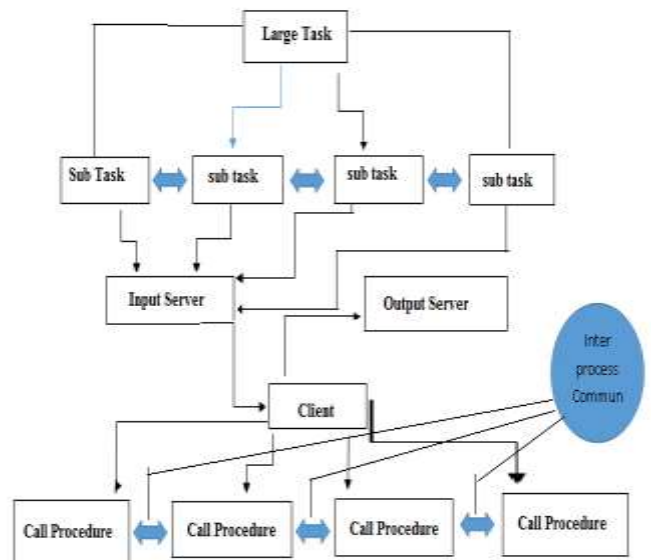 Large Task
Sub Task
sub task
sub task
sub task
Input Server
Output Server
Inter
process
Commun
Client
Call Procedure
Call Procedure
Call Procedure
Call Procedure